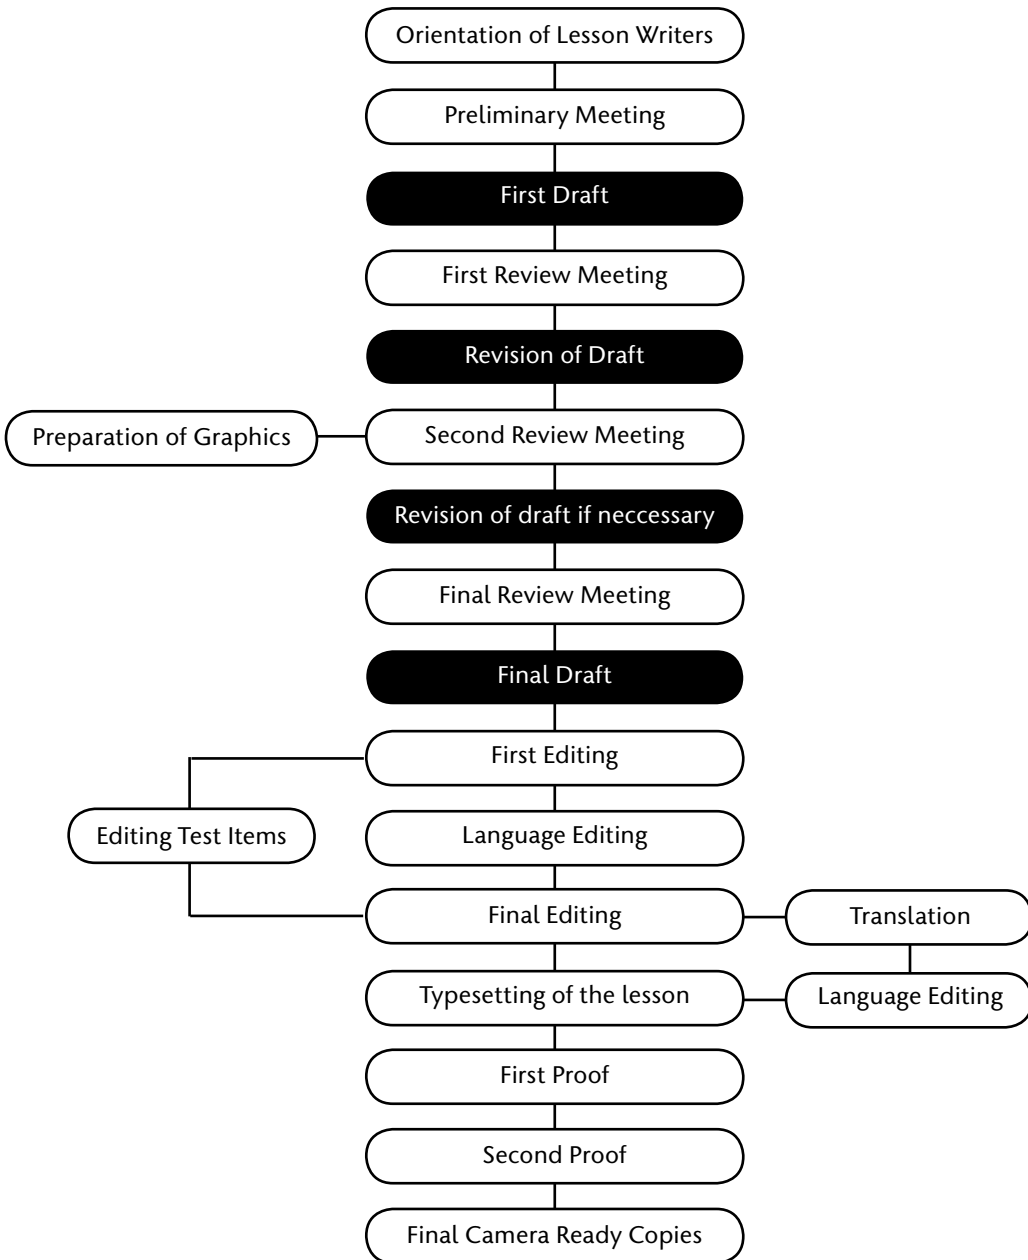 Orientation of Lesson Writers
Preliminary Meeting
First Draft
First Review Meeting
Revision of Draft
Preparation of Graphics
Second Review Meeting
Revision of draft if neccessary
Final Review Meeting
Final Draft
First Editing
Editing Test Items
Language Editing
Final Editing
Translation
Typesetting of the lesson
Language Editing
First Proof
Second Proof
Final Camera Ready Copies